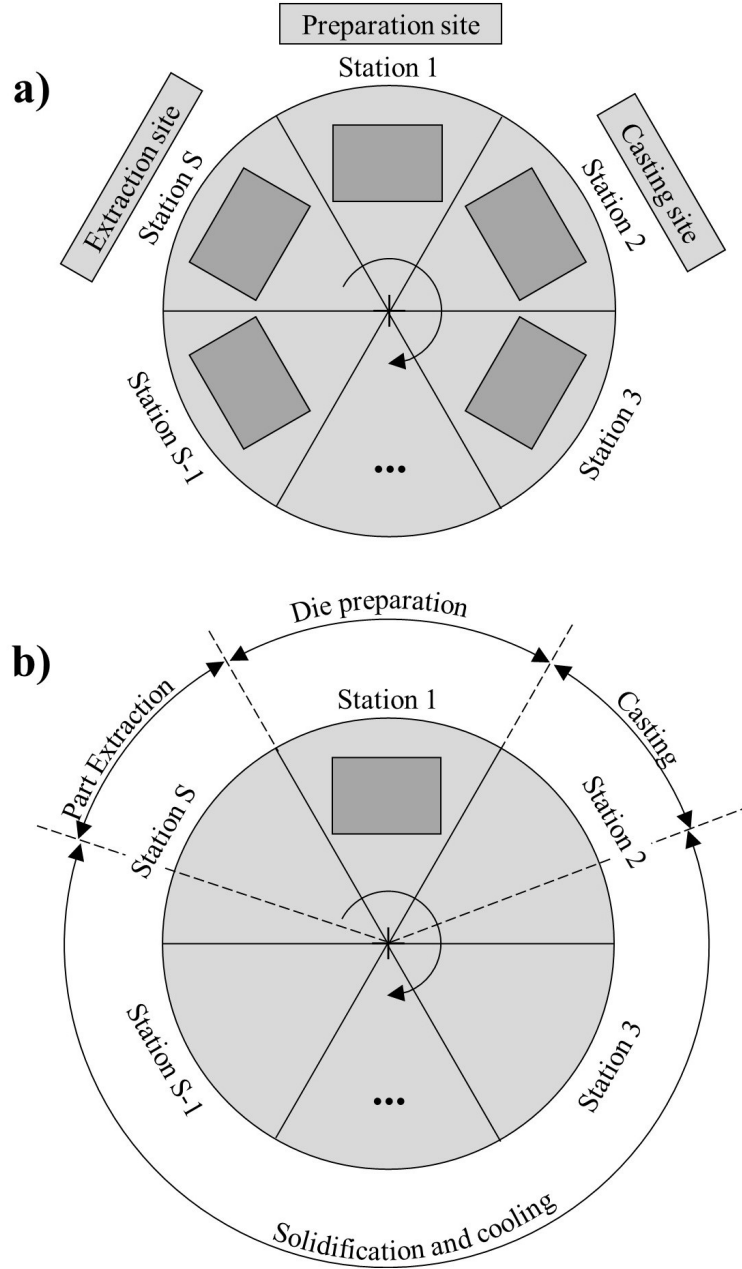 Preparation site
a)
Station 1
Extraction site
Station S
Casting site
Station 2
Station S-1
Station 3
•••
b)
Die preparation
Part Extraction
Station 1
Casting
Station S
Station 2
Station S-1
Station 3
•••
Solidification and cooling